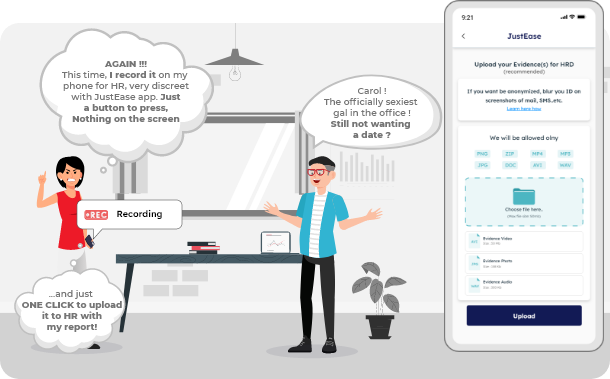 AGAIN !!!
This time, I record it on my
phone for HR, very discreet
with JustEase app. Just
a button to press,
Nothing on the screen
Carol !
The officially sexiest
gal in the office !
Still not wanting
a date ?
REC Recording
...and just
ONE CLICK to upload
it to HR with
my report!
9:21
JustEase
Upload your Evidence(s) for HRD
(recommended)
If you want be anonymized, blur you ID on
screenshots of mail, SMS..etc.
Learn here how.
We will be allowed olny
PNG ZIP MP4 MP3
JPG DOC AVI WAV
Choose file here.
Evidence Video
Evidence Photo
Evidence Audio
Upload